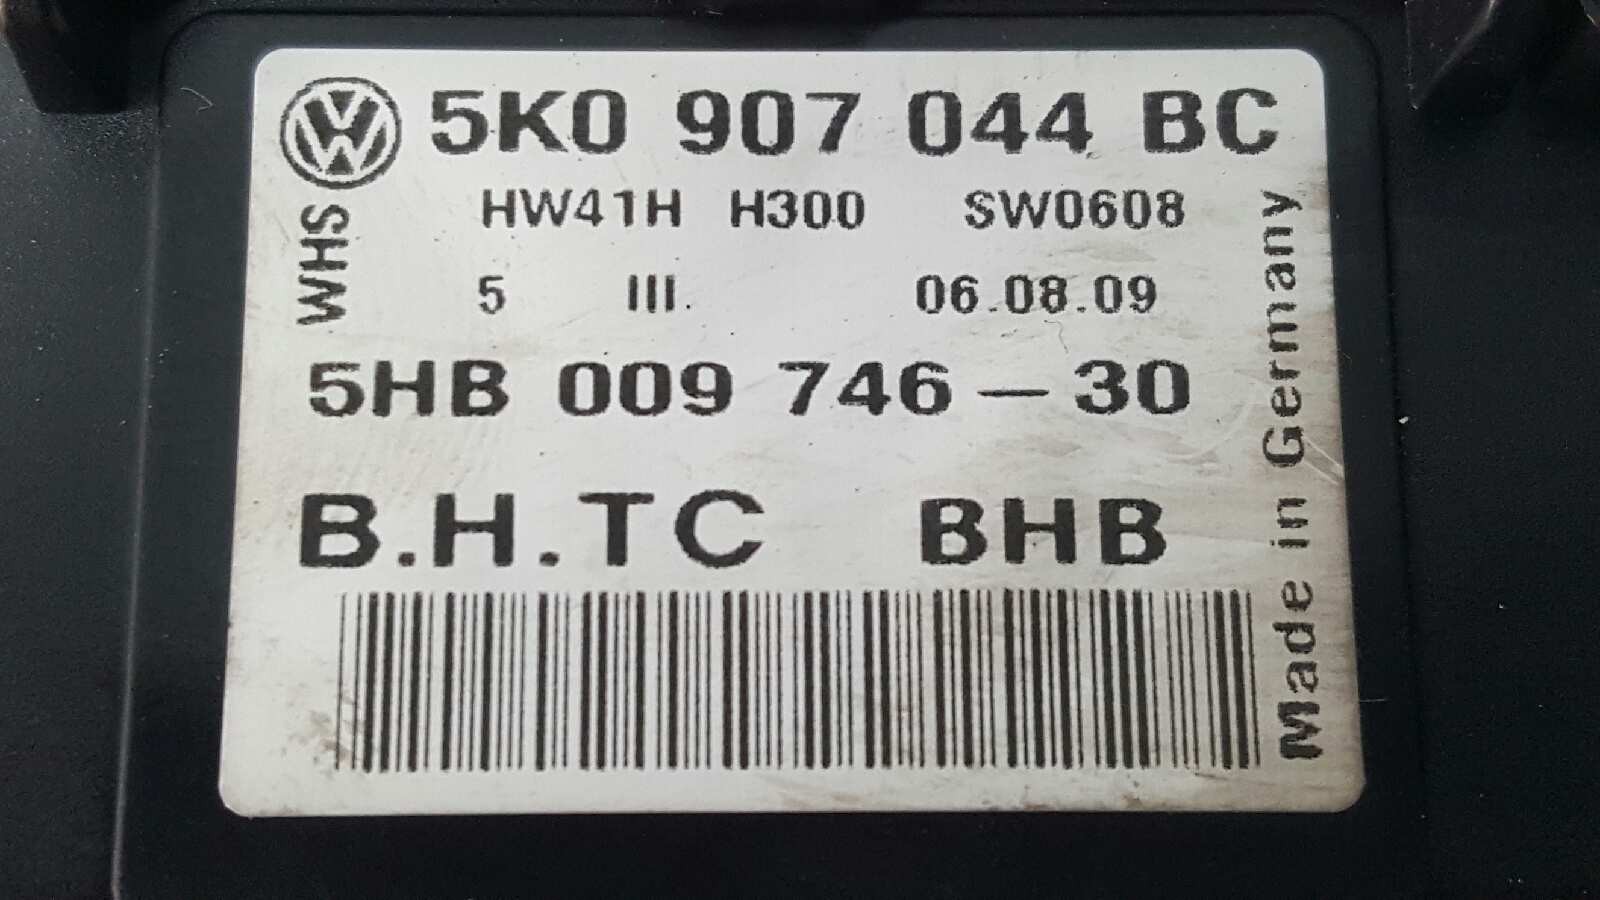 5K0 907 044 BC
HW41H H300 SW0608
WHS
5 III. 06.08.09
5HB 009 746-30
B.H.TC BHB
Made in Germany